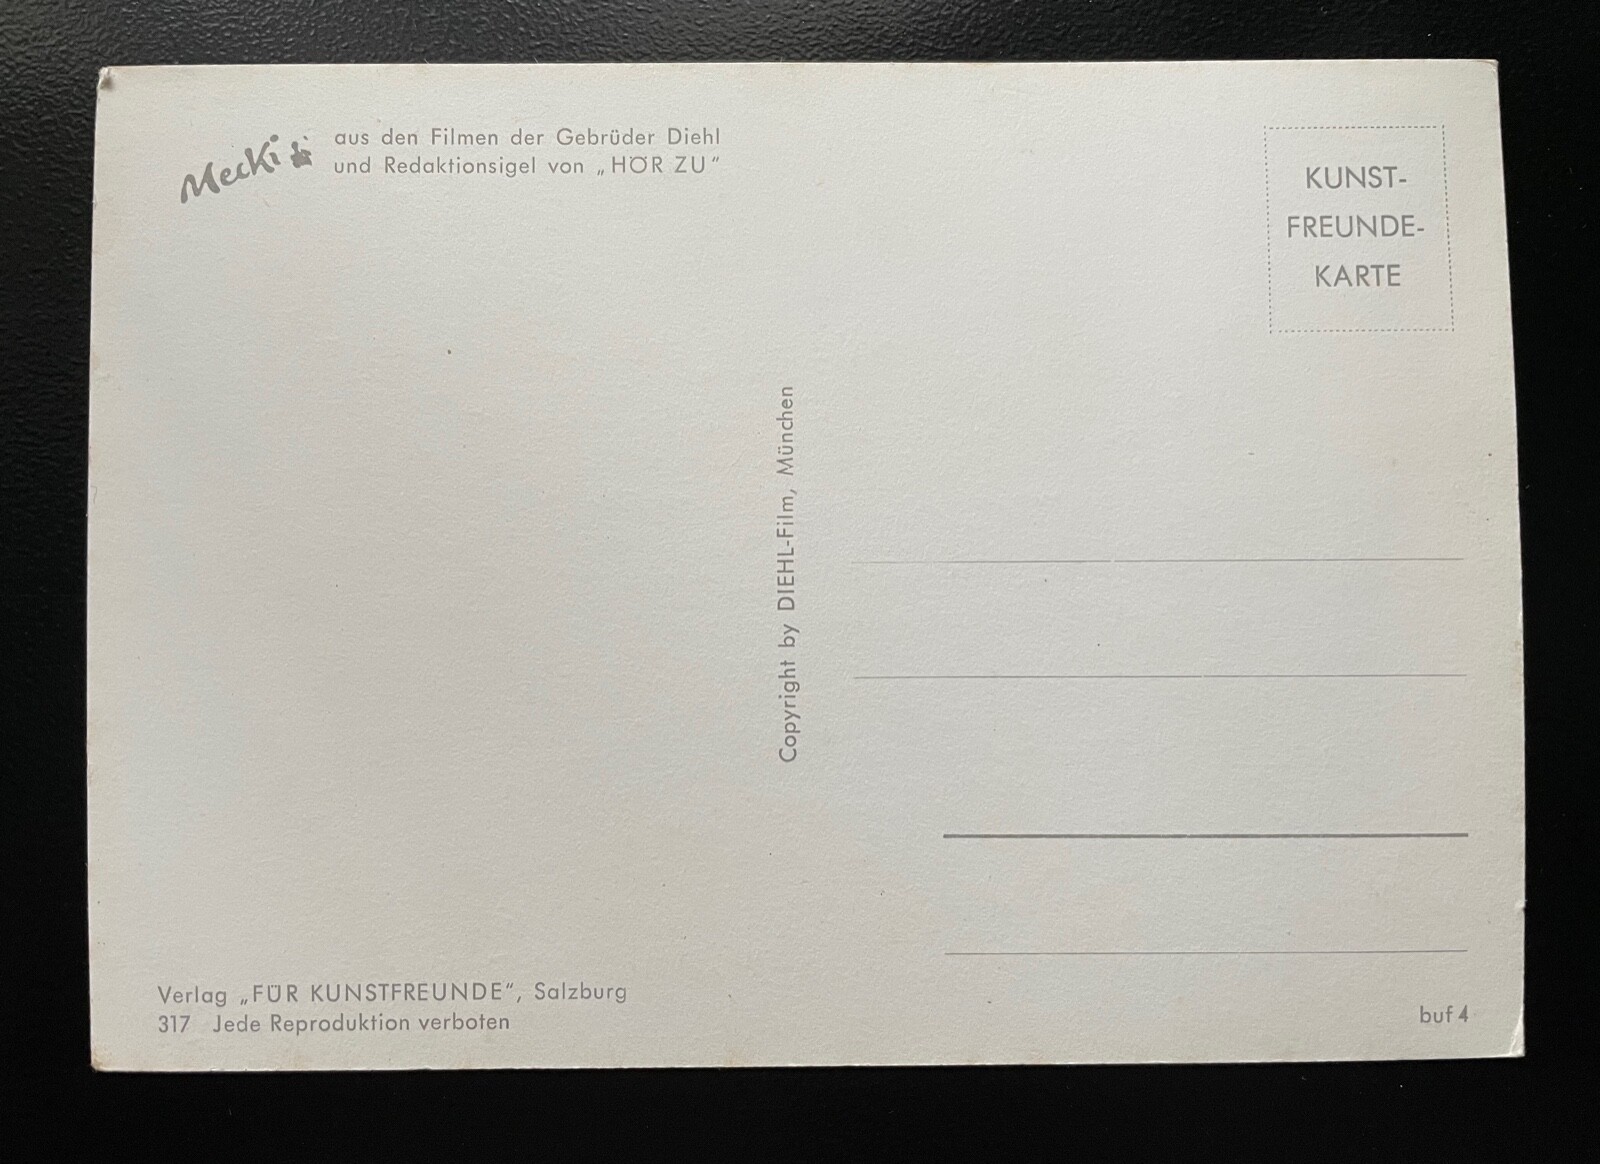 Mecki aus den Filmen der Gebrüder Diehl
und Redaktionsigel von „HÖR ZU“
KUNST-
FREUNDE-
KARTE
Copyright by DIEHL-Film, München
Verlag „FÜR KUNSTFREUNDE“, Salzburg
317 Jede Reproduktion verboten
buf 4